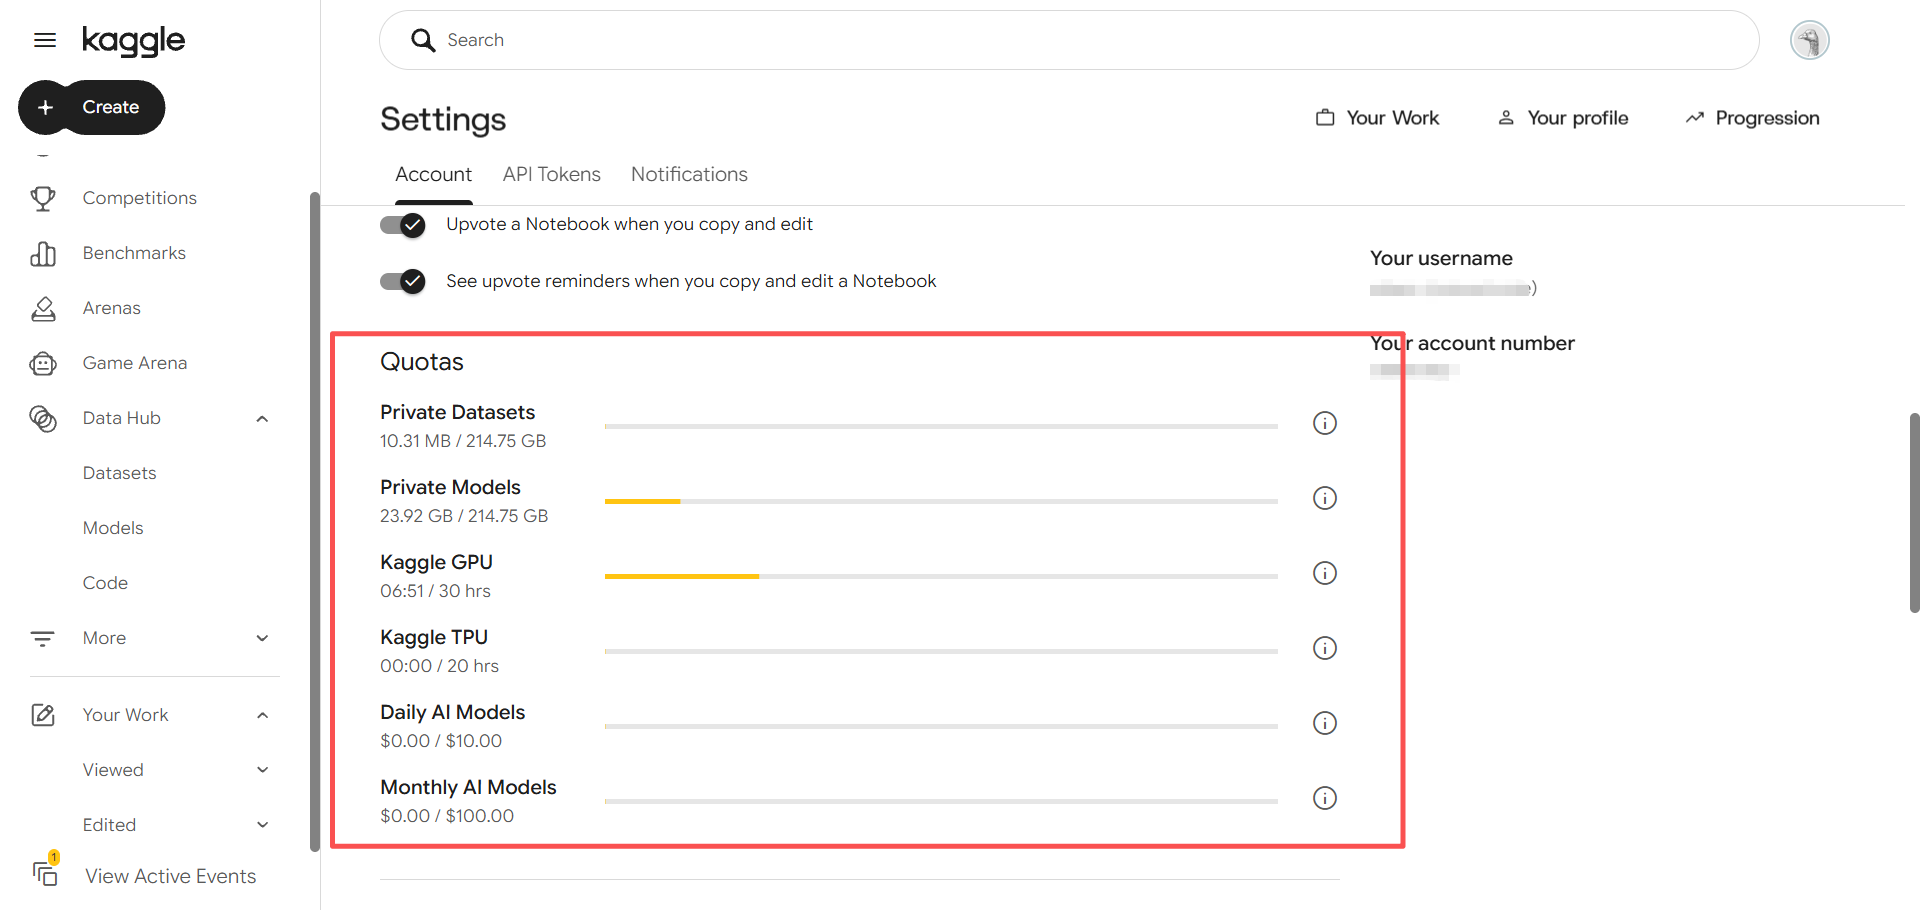 kaggle
Search
Create
Settings
Your Work
Your profile
Progression
Account
API Tokens
Notifications
Competitions
Benchmarks
Arenas
Game Arena
Data Hub
Datasets
Models
Code
More
Your Work
Viewed
Edited
1
View Active Events
Upvote a Notebook when you copy and edit
See upvote reminders when you copy and edit a Notebook
Quotas
Private Datasets
10.31 MB / 214.75 GB
Private Models
23.92 GB / 214.75 GB
Kaggle GPU
06:51 / 30 hrs
Kaggle TPU
00:00 / 20 hrs
Daily AI Models
$0.00 / $10.00
Monthly AI Models
$0.00 / $100.00
Your username
)
Your account number